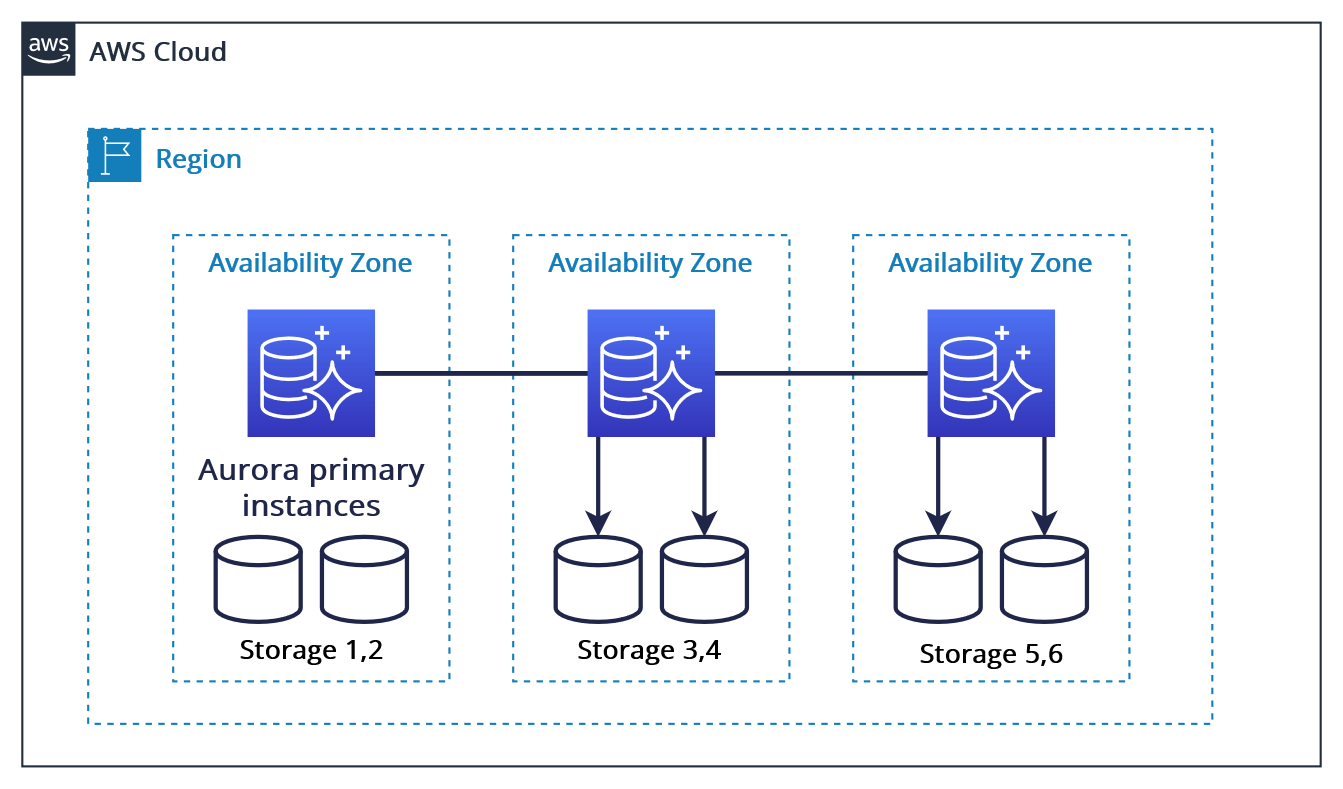 aws
AWS Cloud
Region
Availability Zone
Availability Zone
Availability Zone
Aurora primary
instances
Storage 1,2
Storage 3,4
Storage 5,6